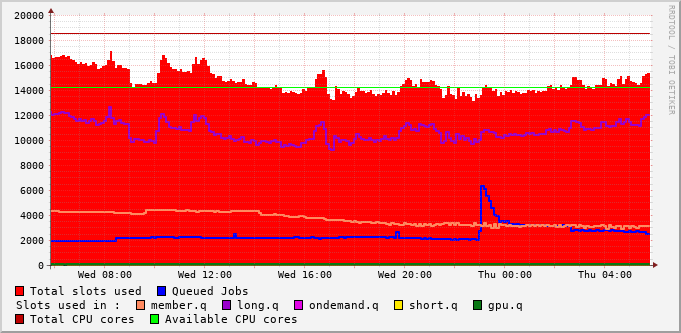 20000
18000
16000
14000
12000
10000
8000
6000
4000
2000
0
Wed 08:00 Wed 12:00 Wed 16:00 Wed 20:00 Thu 00:00 Thu 04:00
RRDTOOL / TOBI OETIKER
Total slots used Queued Jobs
Slots used in : member.q long.q ondemand.q short.q gpu.q
Total CPU cores Available CPU cores